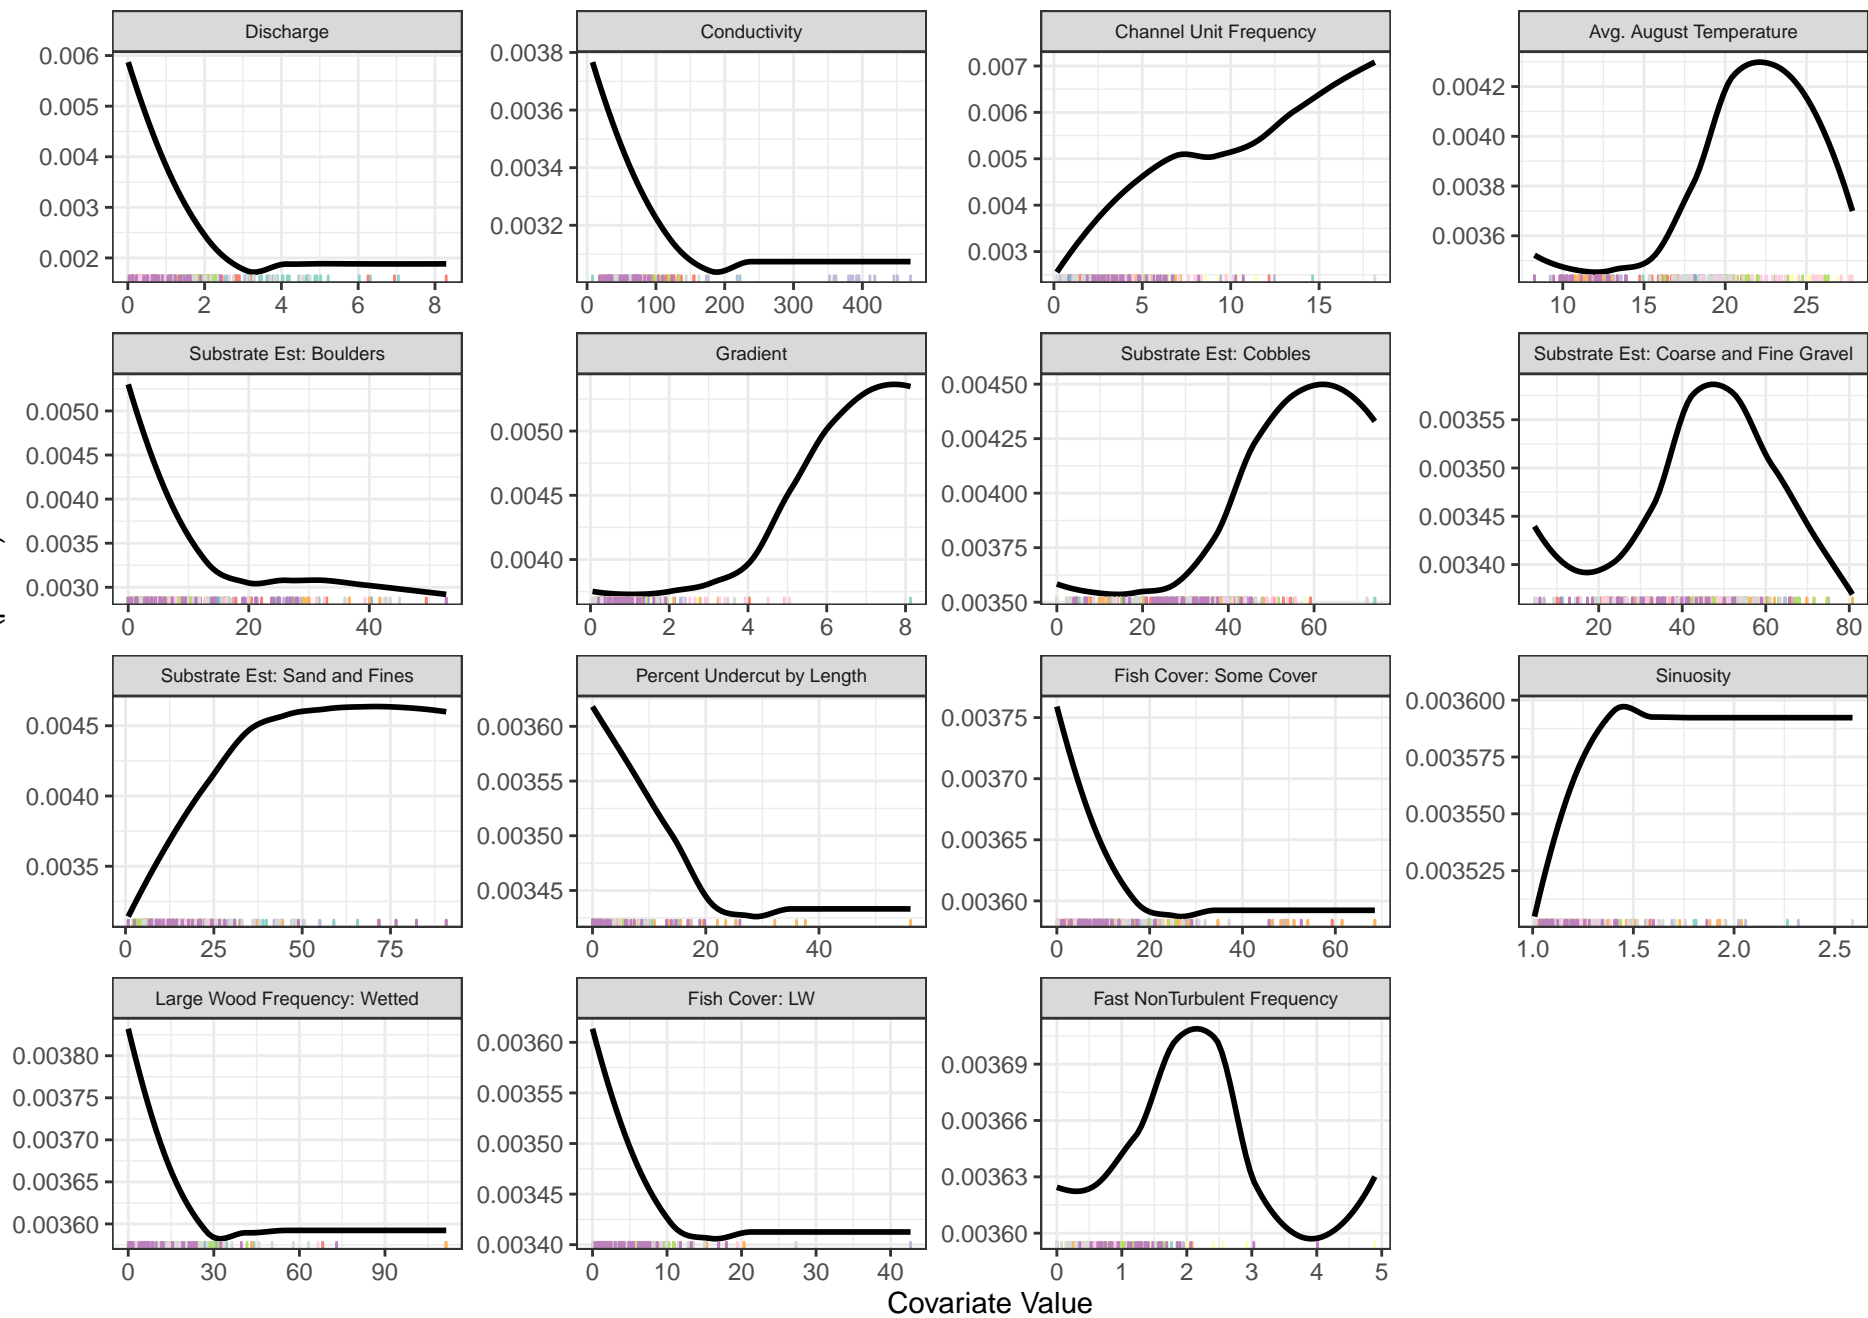 Discharge
0.006
0.005
0.004
0.003
0.002
0 2 4 6 8
Conductivity
0.0038
0.0036
0.0034
0.0032
0 100 200 300 400
Channel Unit Frequency
0.007
0.006
0.005
0.004
0.003
0 5 10 15
Avg. August Temperature
0.0042
0.0040
0.0038
0.0036
10 15 20 25
Substrate Est: Boulders
0.0050
0.0045
0.0040
0.0035
0.0030
0 20 40
Gradient
0.0050
0.0045
0.0040
0 2 4 6 8
Substrate Est: Cobbles
0.00450
0.00425
0.00400
0.00375
0.00350
0 20 40 60
Substrate Est: Coarse and Fine Gravel
0.00355
0.00350
0.00345
0.00340
20 40 60 80
Substrate Est: Sand and Fines
0.0045
0.0040
0.0035
0 25 50 75
Percent Undercut by Length
0.00360
0.00355
0.00350
0.00345
0 20 40
Fish Cover: Some Cover
0.00375
0.00370
0.00365
0.00360
0 20 40 60
Sinuosity
0.003600
0.003575
0.003550
0.003525
1.0 1.5 2.0 2.5
Large Wood Frequency: Wetted
0.00380
0.00375
0.00370
0.00365
0.00360
0 30 60 90
Fish Cover: LW
0.00360
0.00355
0.00350
0.00345
0.00340
0 10 20 30 40
Fast NonTurbulent Frequency
0.00369
0.00366
0.00363
0.00360
0 1 2 3 4 5
Covariate Value